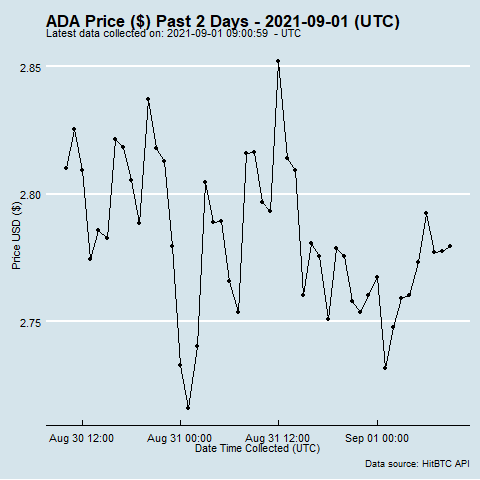 ADA Price ($) Past 2 Days - 2021-09-01 (UTC)
Latest data collected on: 2021-09-01 09:00:59 - UTC
2.85
2.80
2.75
Price USD ($)
Aug 30 12:00
Aug 31 00:00
Aug 31 12:00
Sep 01 00:00
Date Time Collected (UTC)
Data source: HitBTC API